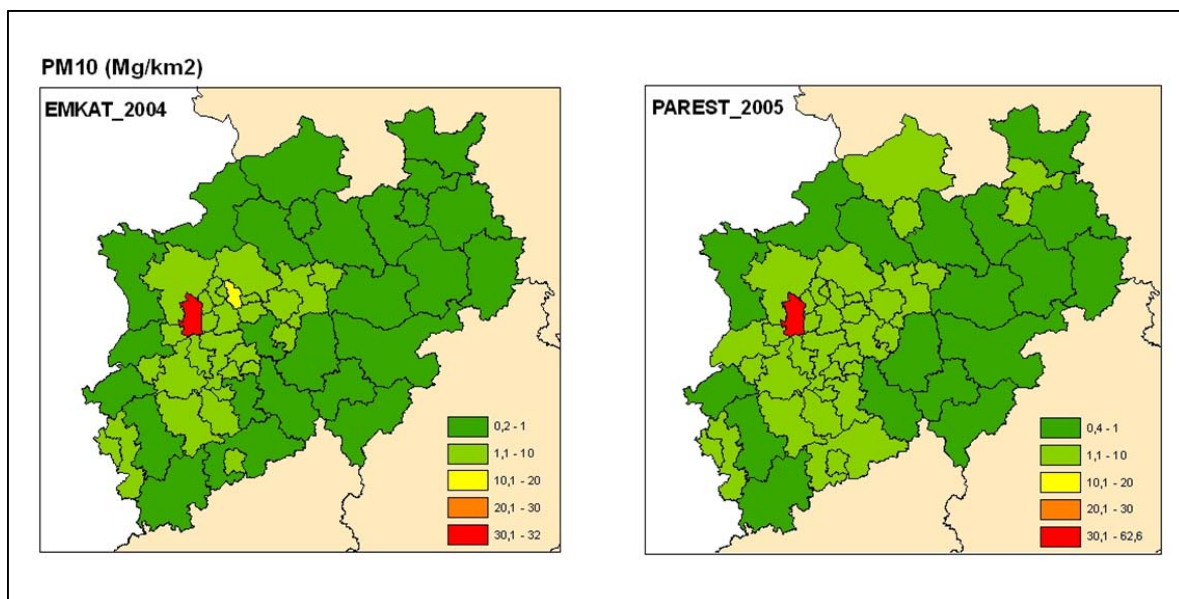 PM10 (Mg/km2)
EMKAT_2004
0,2 - 1
1,1 - 10
10,1 - 20
20,1 - 30
30,1 - 32
PAREST_2005
0,4 - 1
1,1 - 10
10,1 - 20
20,1 - 30
30,1 - 62,6